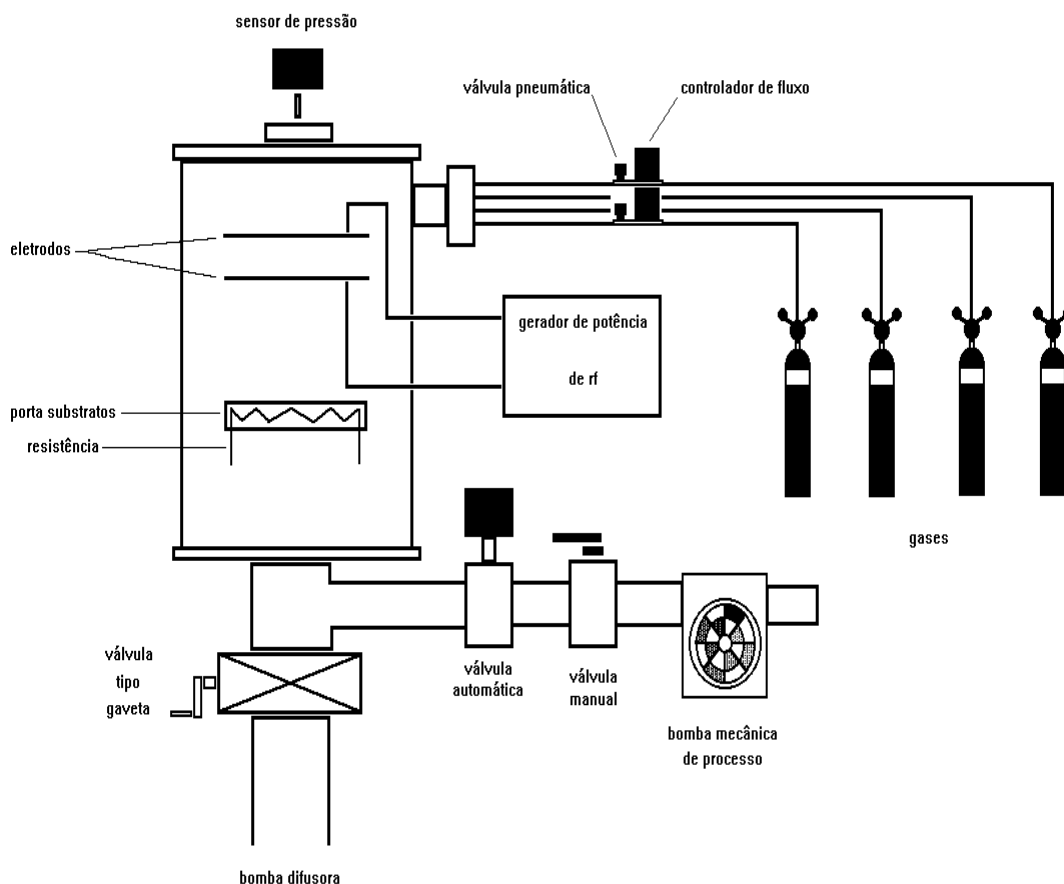 sensor de pressão
válvula pneumática
controlador de fluxo
eletrodos
gerador de potência
de rf
porta substratos
resistência
gases
válvula
tipo
gaveta
válvula
automática
válvula
manual
bomba mecânica
de processo
bomba difusora